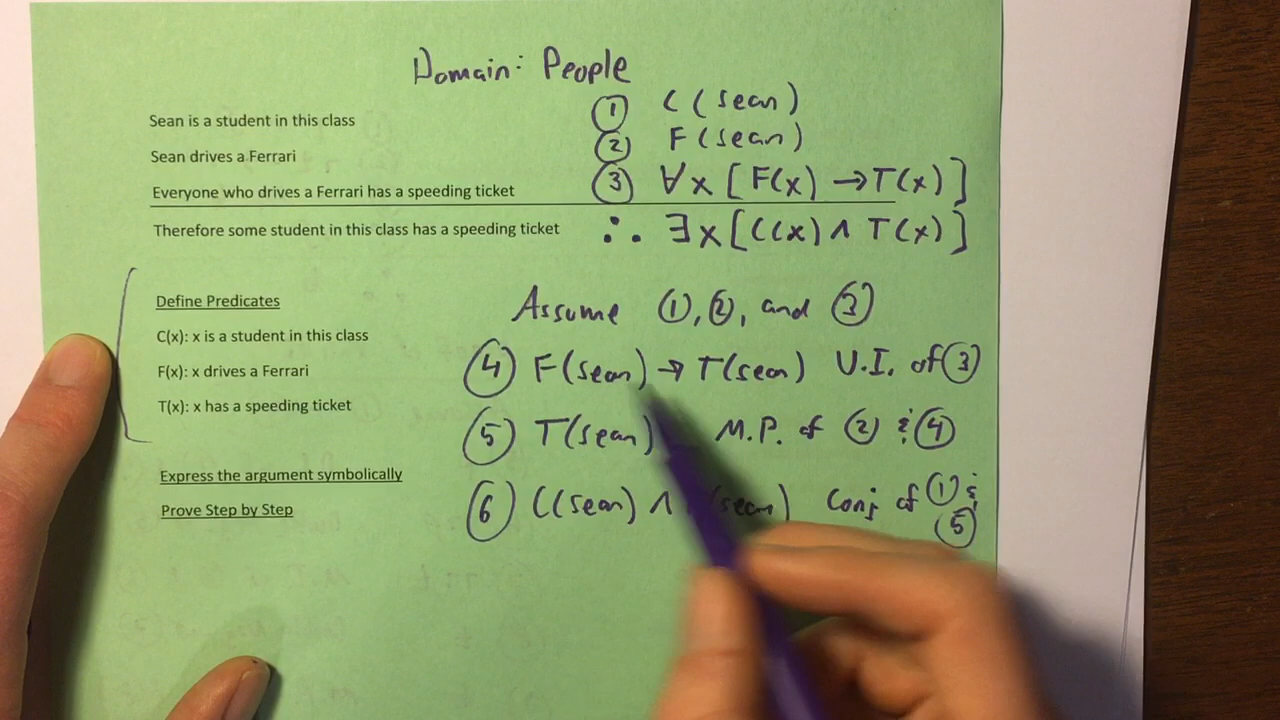 Domain: People
Sean is a student in this class ① C(sean)
Sean drives a Ferrari ② F(sean)
Everyone who drives a Ferrari has a speeding ticket ③ ∀x[F(x) → T(x)]
Therefore some student in this class has a speeding ticket ∴ ∃x[C(x) ∧ T(x)]
Define Predicates
C(x): x is a student in this class
F(x): x drives a Ferrari
T(x): x has a speeding ticket
Express the argument symbolically
Prove Step by Step
Assume ①, ②, and ③
④ F(sean) → T(sean) U.I. of ③
⑤ T(sean) M.P. of ② & ④
⑥ C(sean) ∧ (sean) Conj of ① &
⑤